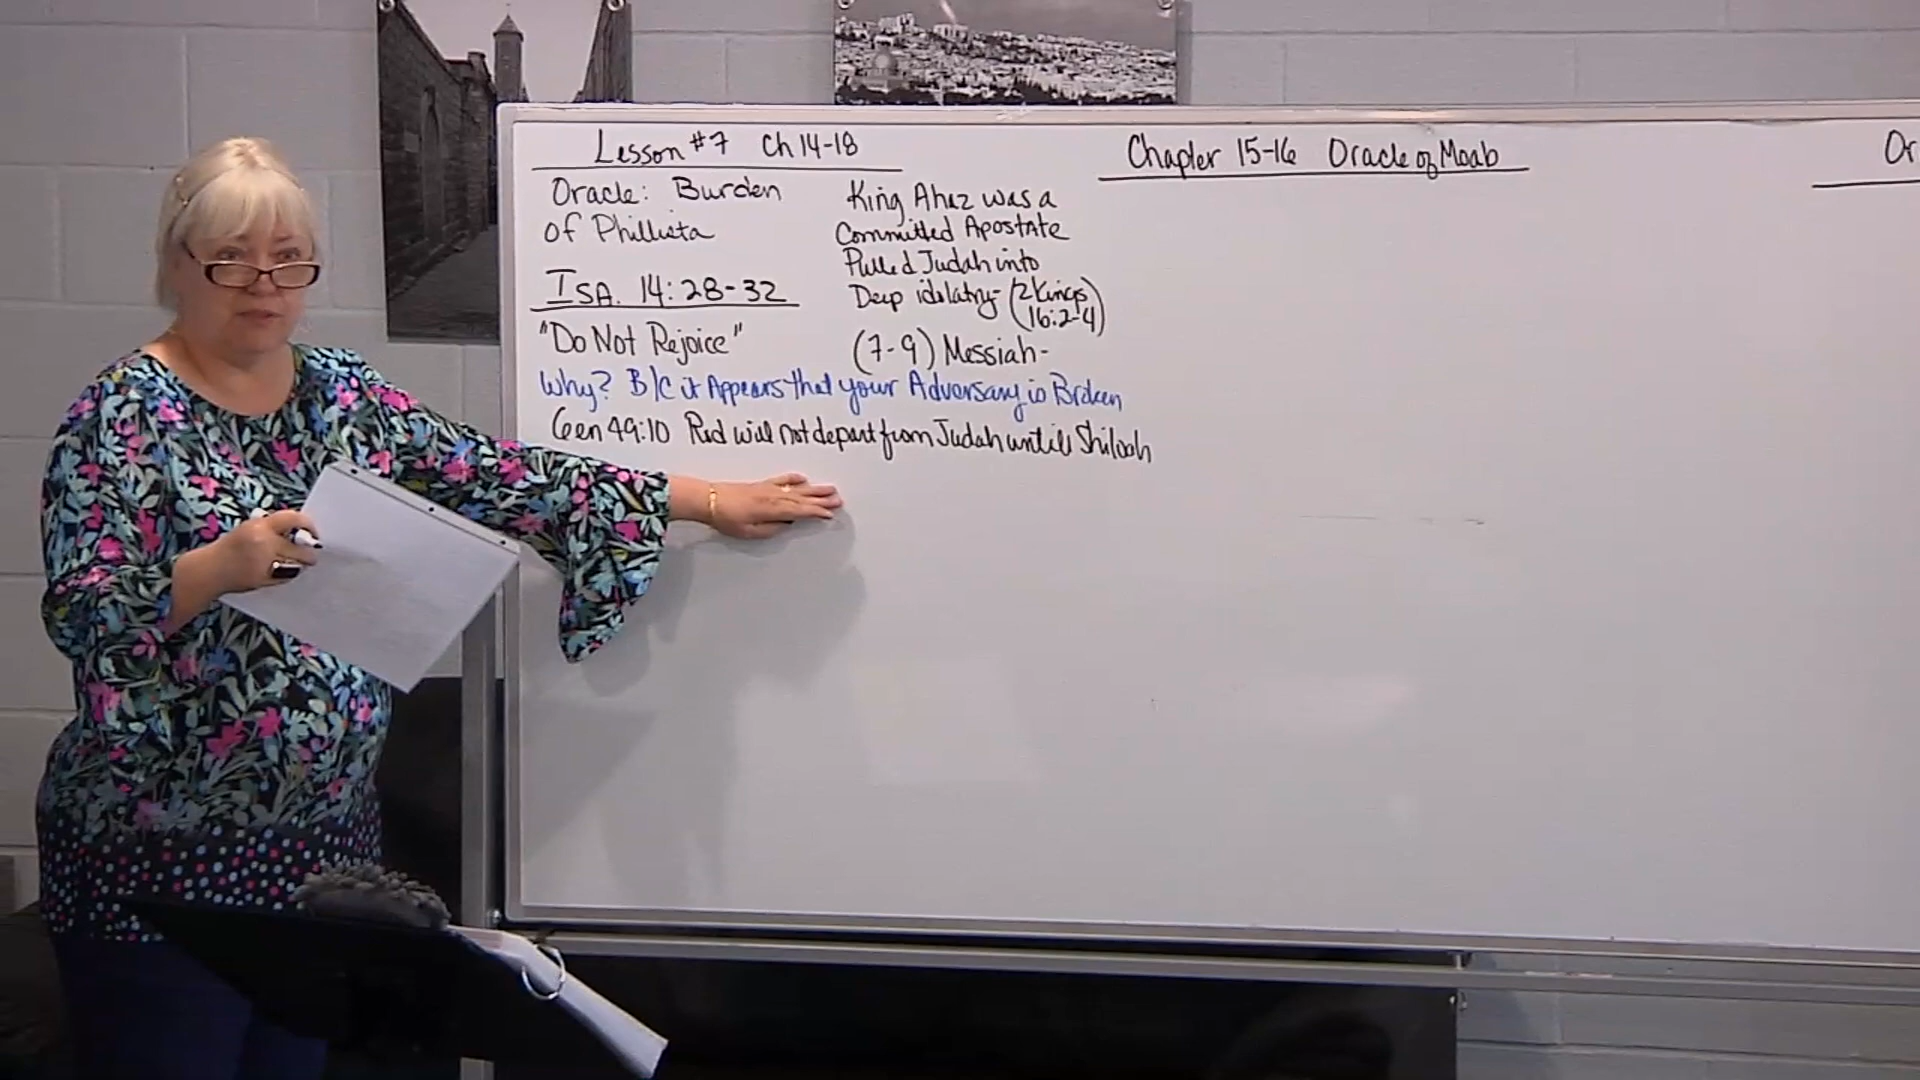 Lesson #7 Ch 14-18
Oracle: Burden
of Phillista
ISA. 14:28-32
"Do Not Rejoice"
King Ahaz was a
Committed Apostate
Pulled Judah into
Deep idolatry- (2 Kings
16:2-4)
(7-9) Messiah-
Why? B/C it Appears that your Adversary is Broken
Gen 49:10 Rod will not depart from Judah until Shiloah
Chapter 15-16 Oracle of Moab
Or